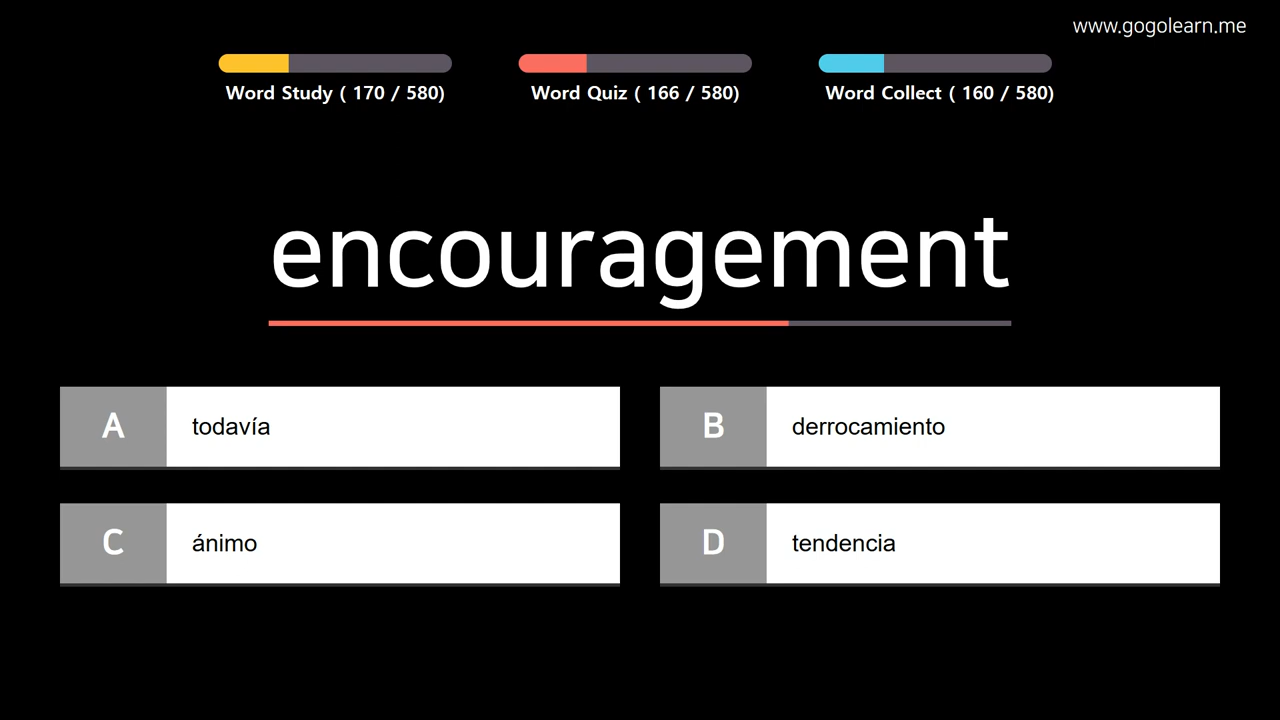 www.gogolearn.me
Word Study ( 170 / 580)
Word Quiz ( 166 / 580)
Word Collect ( 160 / 580)
encouragement
A todavía
B derrocamiento
C ánimo
D tendencia